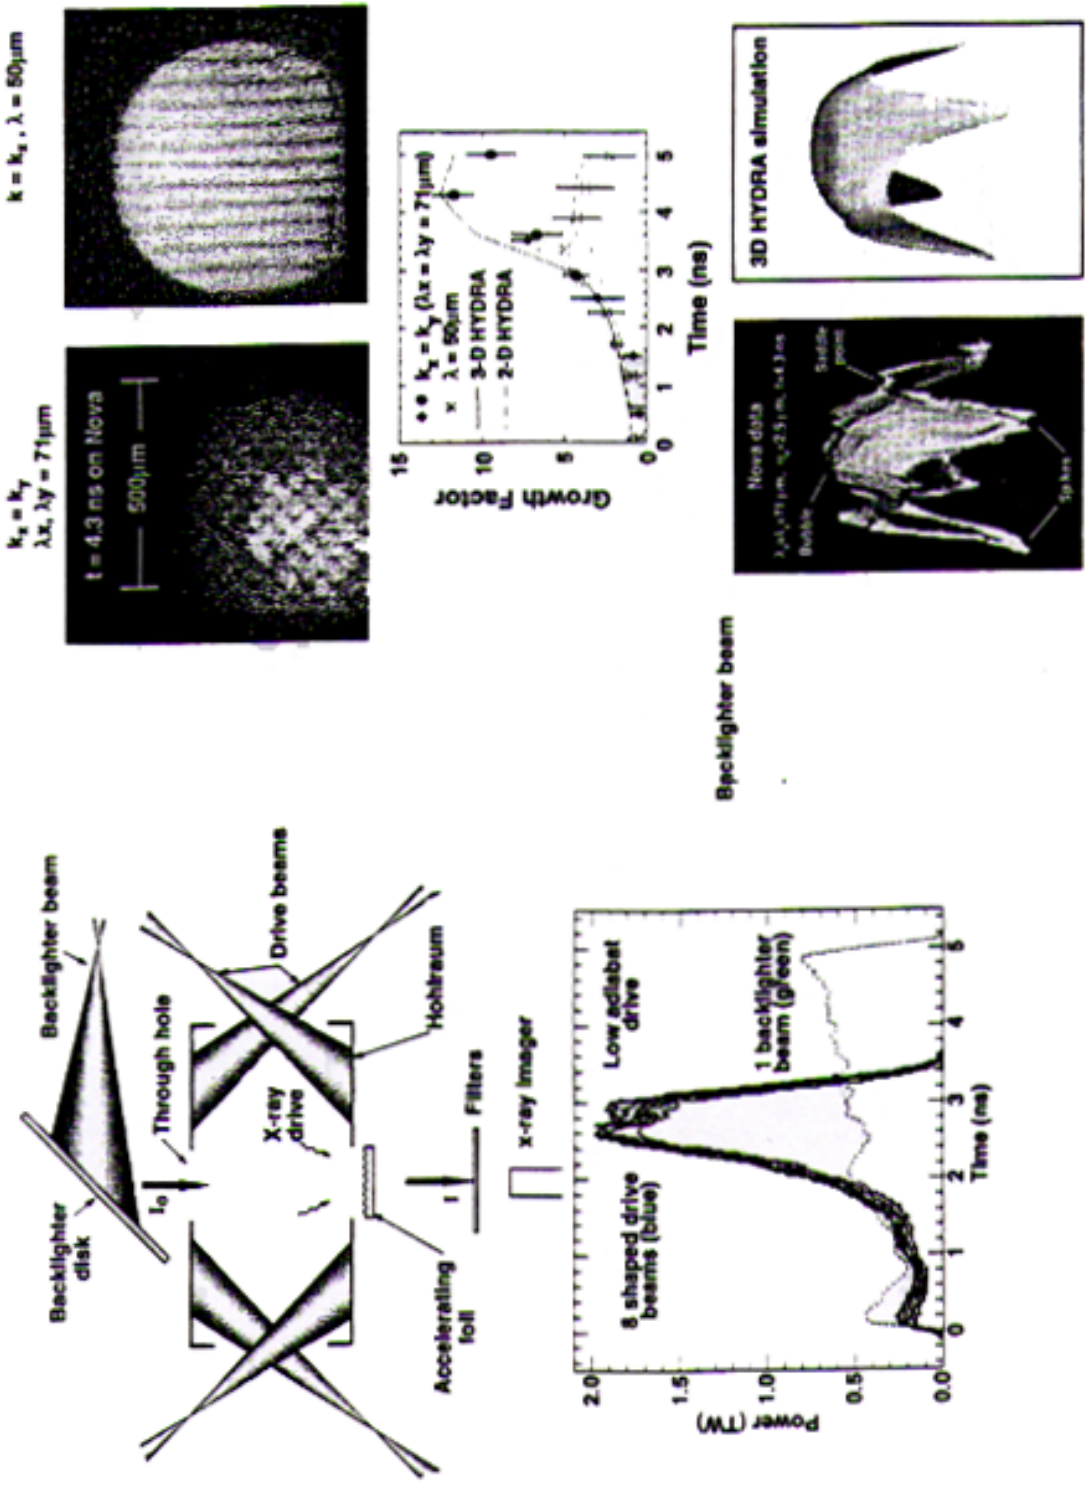 Backlighter
disk
Backlighter beam
I₀
Through hole
X-ray
drive
Drive beams
Hohlraum
Accelerating
foil
I
Filters
x-ray imager
2.0
1.5
1.0
0.5
0.0
Power (TW)
8 shaped drive
beams (blue)
Low adiabat
drive
1 backlighter
beam (green)
0
1
2
3
4
5
Time (ns)
Backlighter beam
kₓ = kᵧ
λx, λy = 71μm
k = kₓ, λ = 50μm
t = 4.3 ns on Nova
500μm
15
10
5
0
Growth Factor
kₓ = kᵧ (λx = λy = 71μm)
× λ = 50μm
3-D HYDRA
2-D HYDRA
0
1
2
3
4
5
Time (ns)
Nova data
Bubble
Saddle
point
Spikes
3D HYDRA simulation